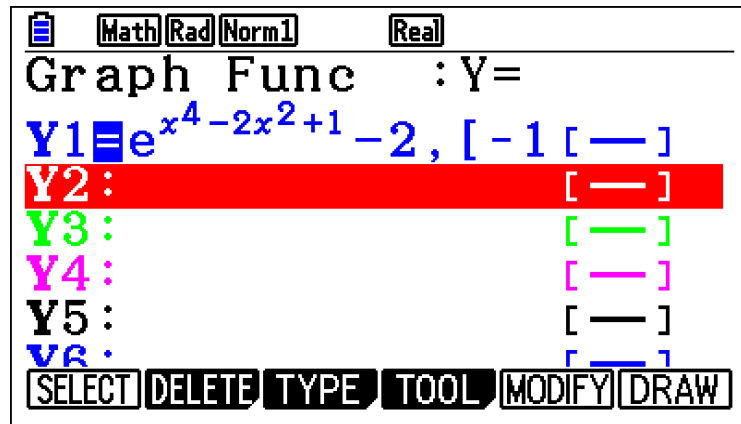 Math Rad Norm1 Real
Graph Func :Y=
Y1=e^{x^4-2x^2+1}-2,[-1 [—]
Y2: [—]
Y3: [—]
Y4: [—]
Y5: [—]
Y6: [—]
SELECT DELETE TYPE TOOL MODIFY DRAW